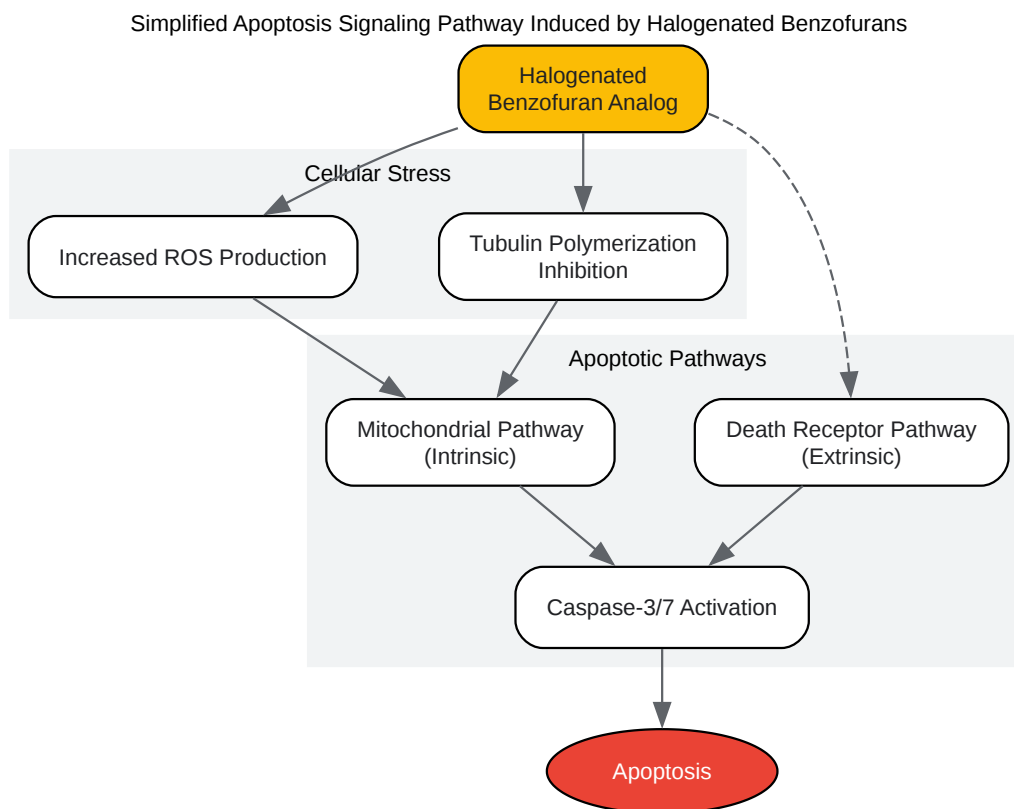 Simplified Apoptosis Signaling Pathway Induced by Halogenated Benzofurans
Halogenated
Benzofuran Analog
Cellular Stress
Increased ROS Production
Tubulin Polymerization
Inhibition
Apoptotic Pathways
Mitochondrial Pathway
(Intrinsic)
Death Receptor Pathway
(Extrinsic)
Caspase-3/7 Activation
Apoptosis